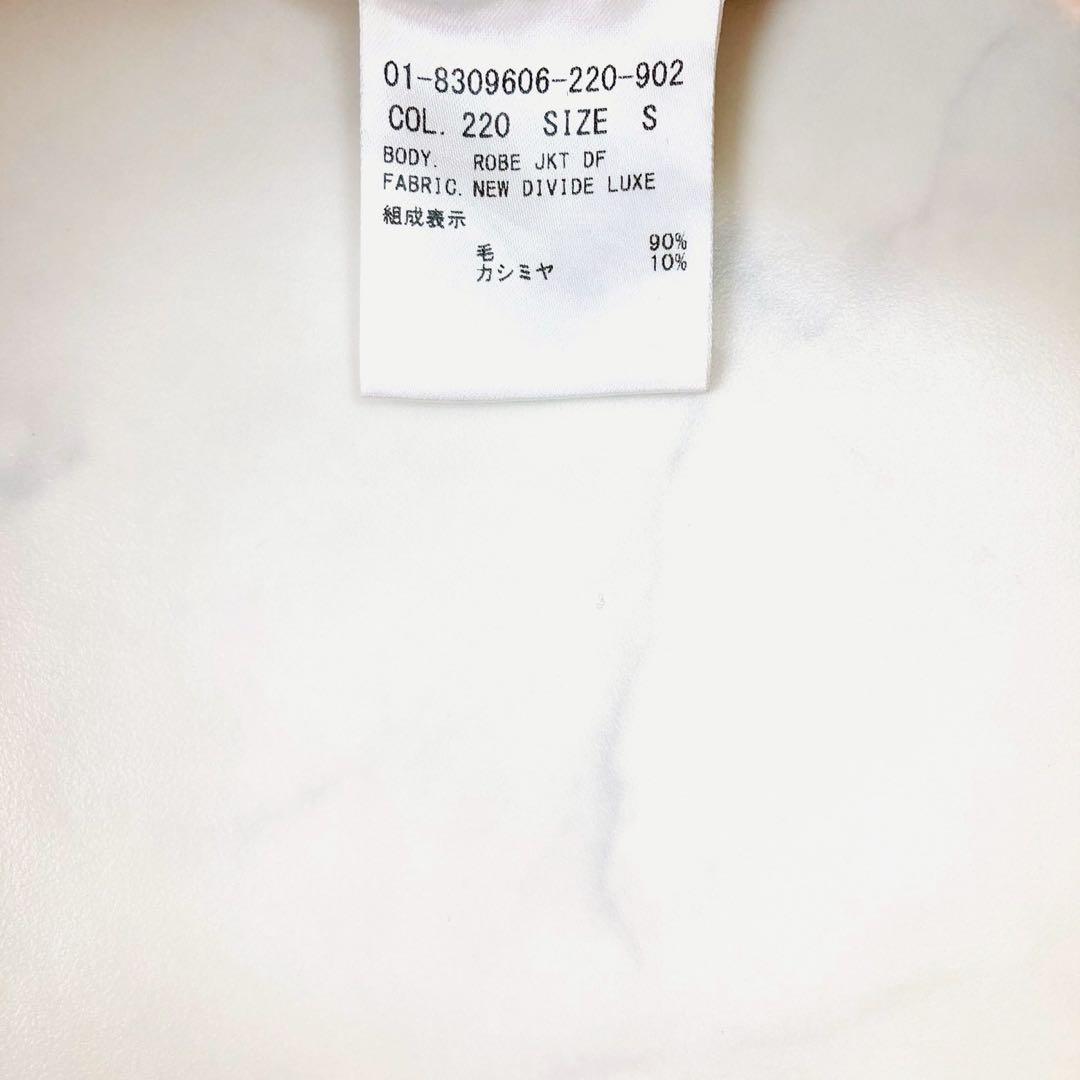 01-8309606-220-902
COL. 220 SIZE S
BODY. ROBE JKT DF
FABRIC. NEW DIVIDE LUXE
組成表示
毛 90%
カシミヤ 10%